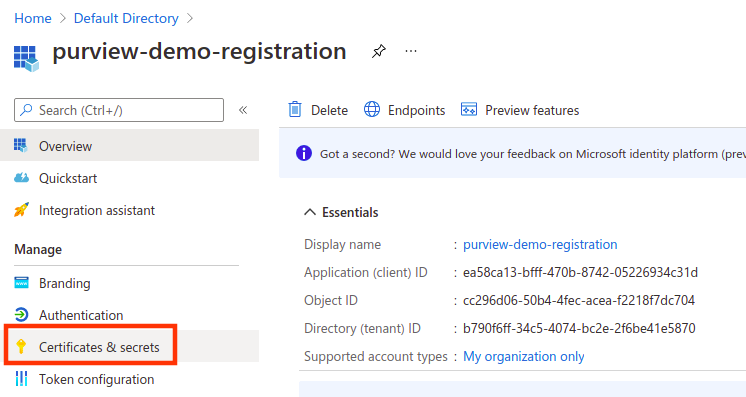 Home > Default Directory >
purview-demo-registration ...
Search (Ctrl+/) «
Overview
Quickstart
Integration assistant
Manage
Branding
Authentication
Certificates & secrets
Token configuration
Delete Endpoints Preview features
Got a second? We would love your feedback on Microsoft identity platform (prev
Essentials
Display name : purview-demo-registration
Application (client) ID : ea58ca13-bfff-470b-8742-05226934c31d
Object ID : cc296d06-50b4-4fec-acea-f2218f7dc704
Directory (tenant) ID : b790f6ff-34c5-4074-bc2e-2f6be41e5870
Supported account types : My organization only